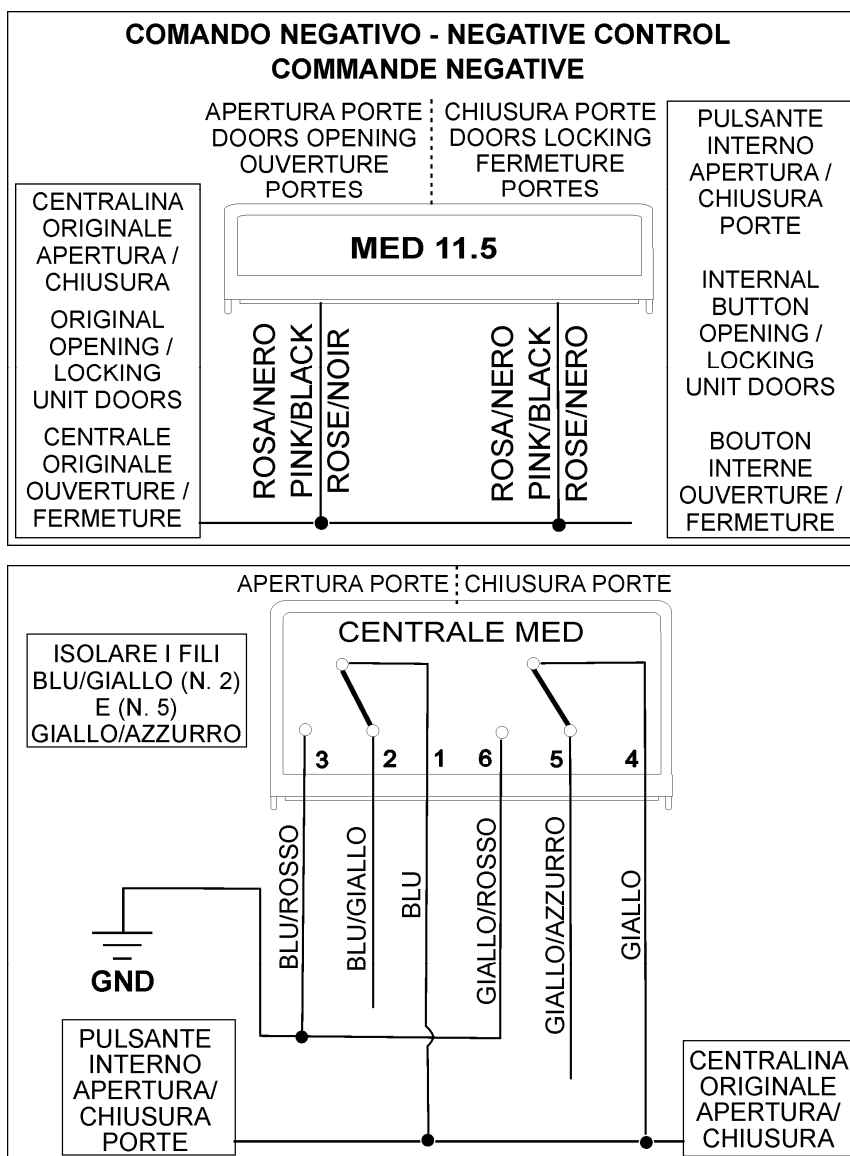 COMANDO NEGATIVO - NEGATIVE CONTROL
COMMANDE NEGATIVE
APERTURA PORTE
DOORS OPENING
OUVERTURE
PORTES
CHIUSURA PORTE
DOORS LOCKING
FERMETURE
PORTES
CENTRALINA
ORIGINALE
APERTURA /
CHIUSURA
ORIGINAL
OPENING /
LOCKING
UNIT DOORS
CENTRALE
ORIGINALE
OUVERTURE /
FERMETURE
MED 11.5
ROSA/NERO
PINK/BLACK
ROSE/NOIR
ROSA/NERO
PINK/BLACK
ROSE/NERO
PULSANTE
INTERNO
APERTURA /
CHIUSURA
PORTE
INTERNAL
BUTTON
OPENING /
LOCKING
UNIT DOORS
BOUTON
INTERNE
OUVERTURE /
FERMETURE
APERTURA PORTE
CHIUSURA PORTE
CENTRALE MED
ISOLARE I FILI
BLU/GIALLO (N. 2)
E (N. 5)
GIALLO/AZZURRO
3 2 1 6 5 4
BLU/ROSSO
BLU/GIALLO
BLU
GIALLO/ROSSO
GIALLO/AZZURRO
GIALLO
GND
PULSANTE
INTERNO
APERTURA/
CHIUSURA
PORTE
CENTRALINA
ORIGINALE
APERTURA/
CHIUSURA